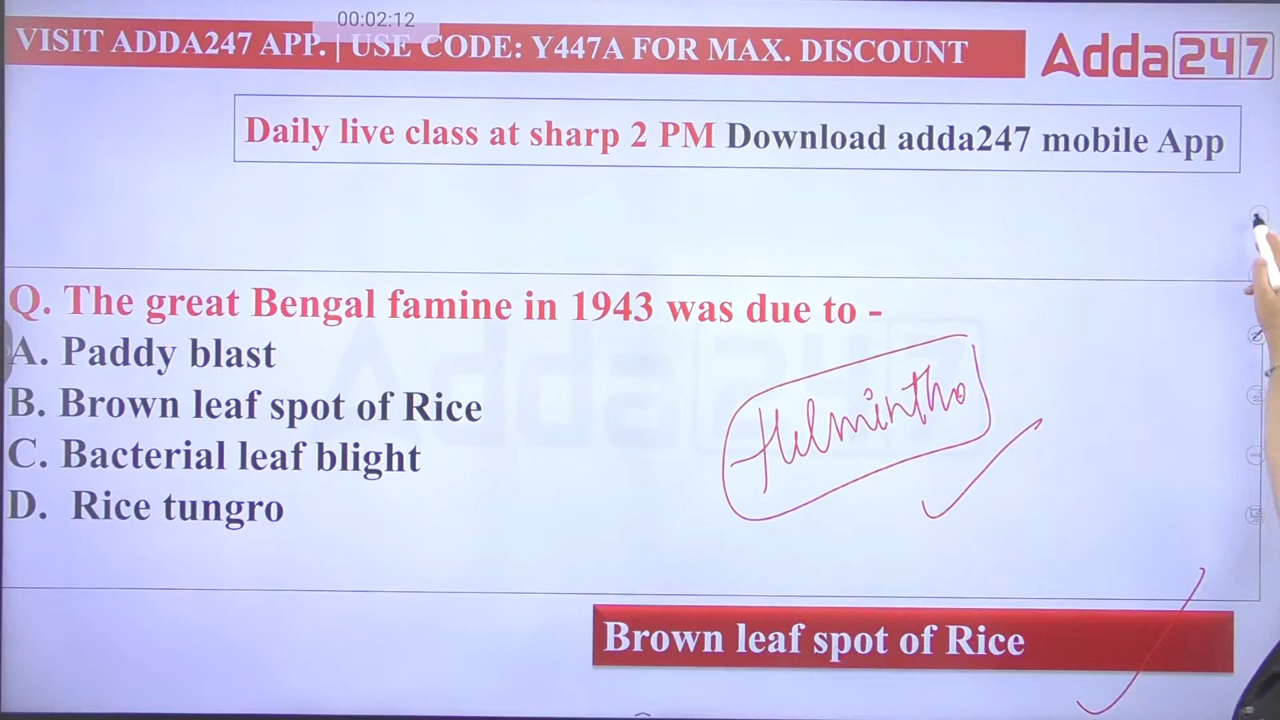 00:02:12
VISIT ADDA247 APP. | USE CODE: Y447A FOR MAX. DISCOUNT
Adda247
Daily live class at sharp 2 PM Download adda247 mobile App
Q. The great Bengal famine in 1943 was due to -
A. Paddy blast
B. Brown leaf spot of Rice
C. Bacterial leaf blight
D. Rice tungro
Helmintho
Brown leaf spot of Rice